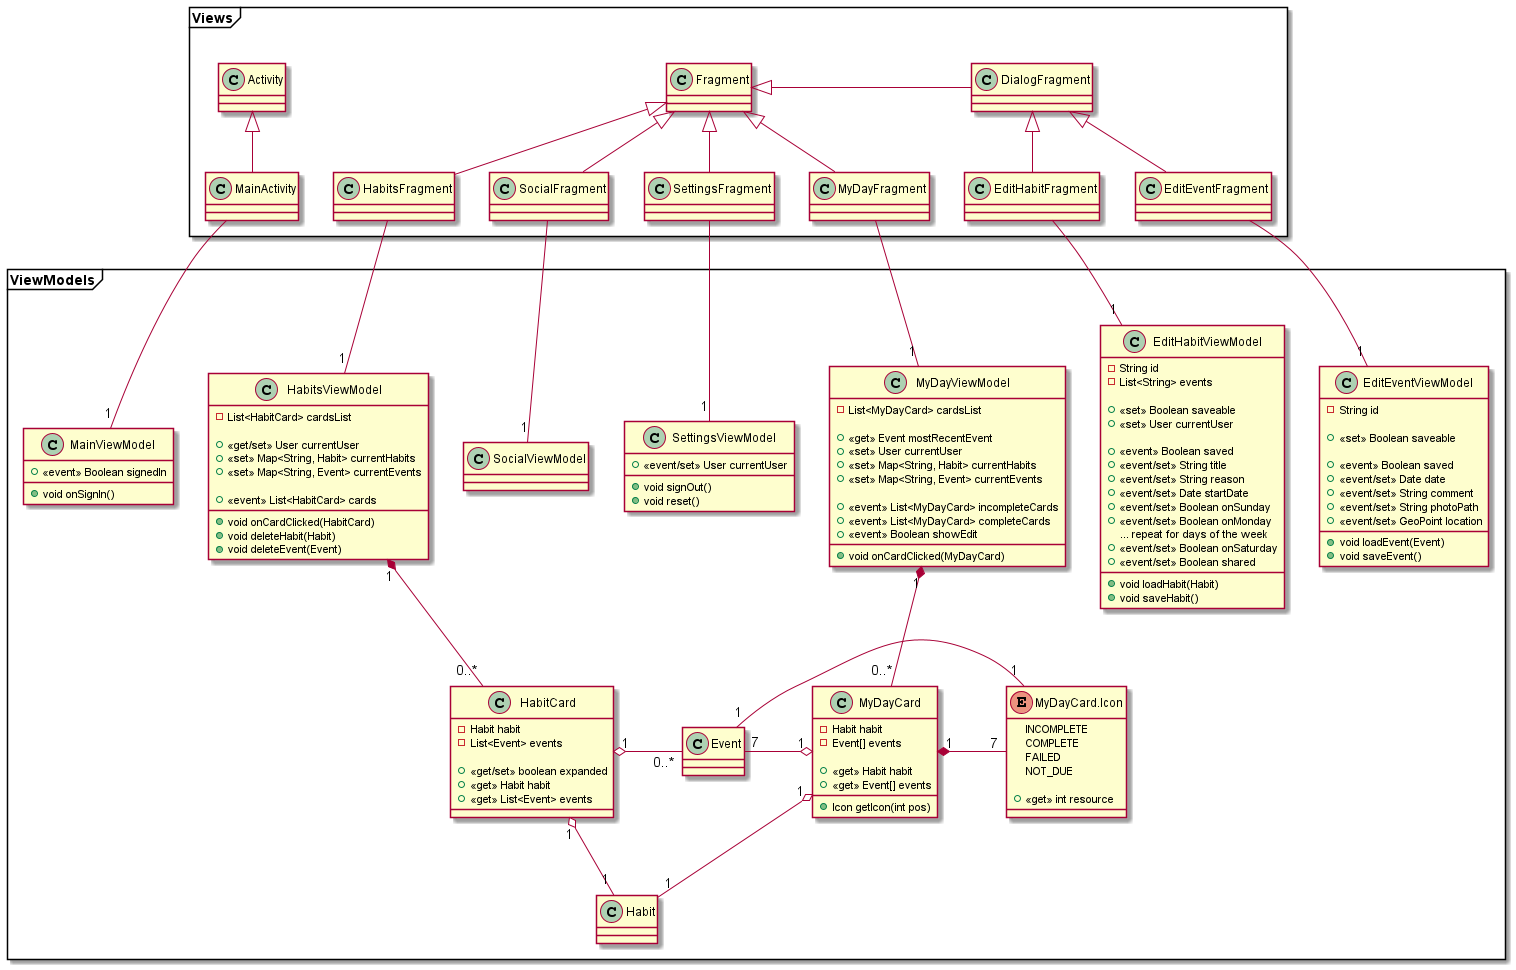 Views
C Activity
C Fragment
C DialogFragment
C MainActivity
C HabitsFragment
C SocialFragment
C SettingsFragment
C MyDayFragment
C EditHabitFragment
C EditEventFragment
ViewModels
1
1
1
1
1
1
1
C MainViewModel
«event» Boolean signedIn
void onSignIn()
C HabitsViewModel
List<HabitCard> cardsList
«get/set» User currentUser
«set» Map<String, Habit> currentHabits
«set» Map<String, Event> currentEvents
«event» List<HabitCard> cards
void onCardClicked(HabitCard)
void deleteHabit(Habit)
void deleteEvent(Event)
C SocialViewModel
C SettingsViewModel
«event/set» User currentUser
void signOut()
void reset()
C MyDayViewModel
List<MyDayCard> cardsList
«get» Event mostRecentEvent
«set» User currentUser
«set» Map<String, Habit> currentHabits
«set» Map<String, Event> currentEvents
«event» List<MyDayCard> incompleteCards
«event» List<MyDayCard> completeCards
«event» Boolean showEdit
void onCardClicked(MyDayCard)
C EditHabitViewModel
String id
List<String> events
«set» Boolean saveable
«set» User currentUser
«event» Boolean saved
«event/set» String title
«event/set» String reason
«event/set» Date startDate
«event/set» Boolean onSunday
«event/set» Boolean onMonday
... repeat for days of the week
«event/set» Boolean onSaturday
«event/set» Boolean shared
void loadHabit(Habit)
void saveHabit()
C EditEventViewModel
String id
«set» Boolean saveable
«event» Boolean saved
«event/set» Date date
«event/set» String comment
«event/set» String photoPath
«event/set» GeoPoint location
void loadEvent(Event)
void saveEvent()
1
1
0..*
0..*
1
1
C HabitCard
Habit habit
List<Event> events
«get/set» boolean expanded
«get» Habit habit
«get» List<Event> events
1
0..*
C Event
7
1
C MyDayCard
Habit habit
Event[] events
«get» Habit habit
«get» Event[] events
Icon getIcon(int pos)
1
7
E MyDayCard.Icon
INCOMPLETE
COMPLETE
FAILED
NOT_DUE
«get» int resource
1
1
1
1
C Habit